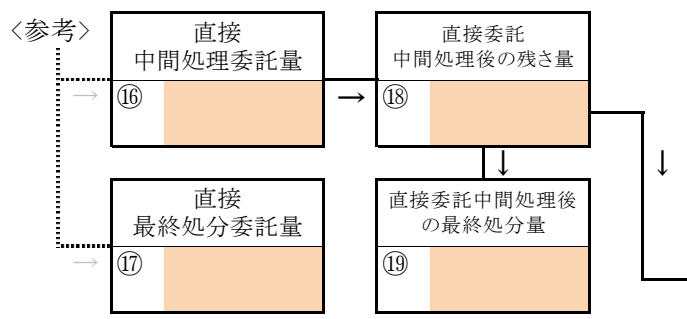 〈参考〉
直接
中間処理委託量
→
⑯
→
直接委託
中間処理後の残さ量
⑱
↓
↓
直接
最終処分委託量
→
⑰
直接委託中間処理後
の最終処分量
⑲